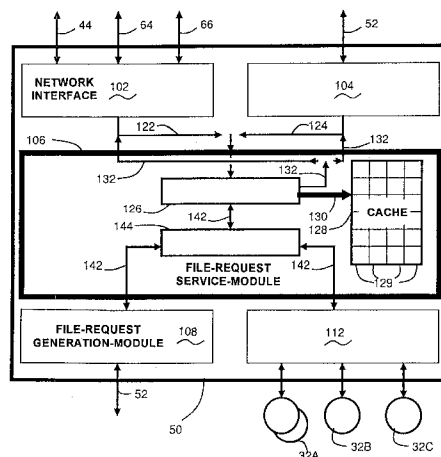 44
64
66
52
NETWORK
INTERFACE
102
104
106
122
124
132
132
132
126
130
128
CACHE
144
142
129
142
FILE-REQUEST
SERVICE-MODULE
142
FILE-REQUEST
GENERATION-MODULE
108
112
52
50
32A
32B
32C